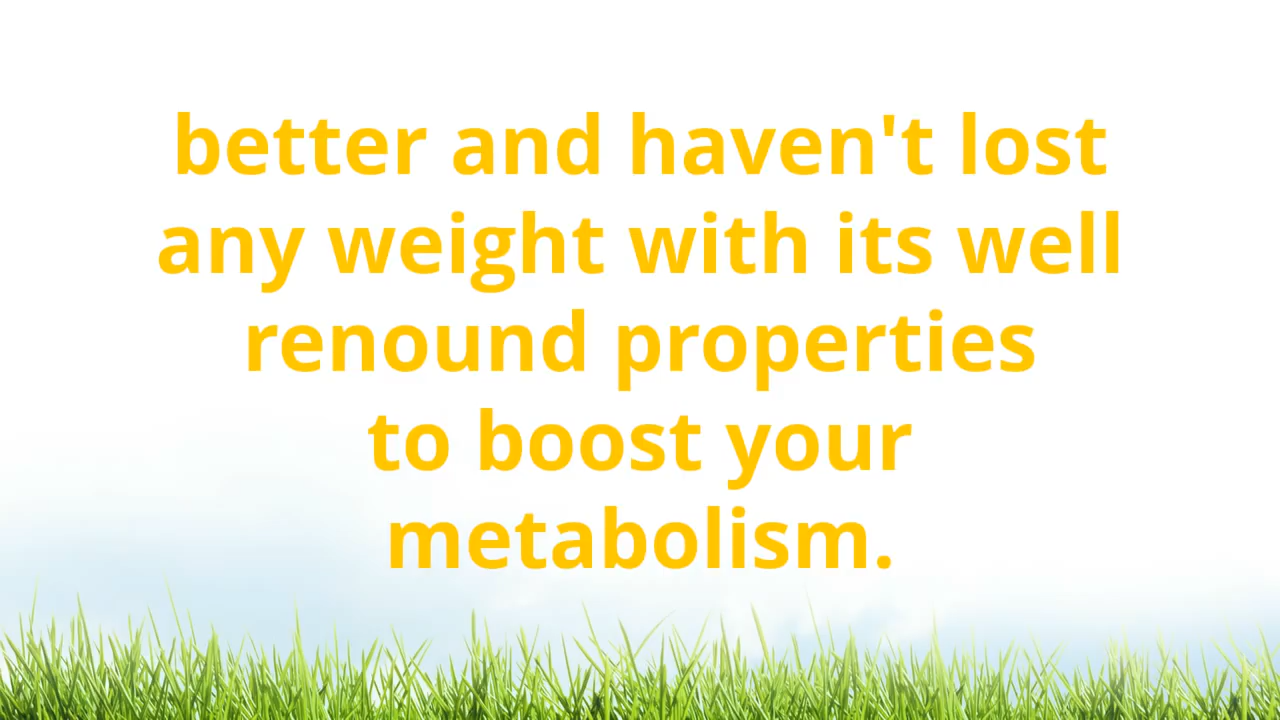 better and haven't lost
any weight with its well
renound properties
to boost your
metabolism.